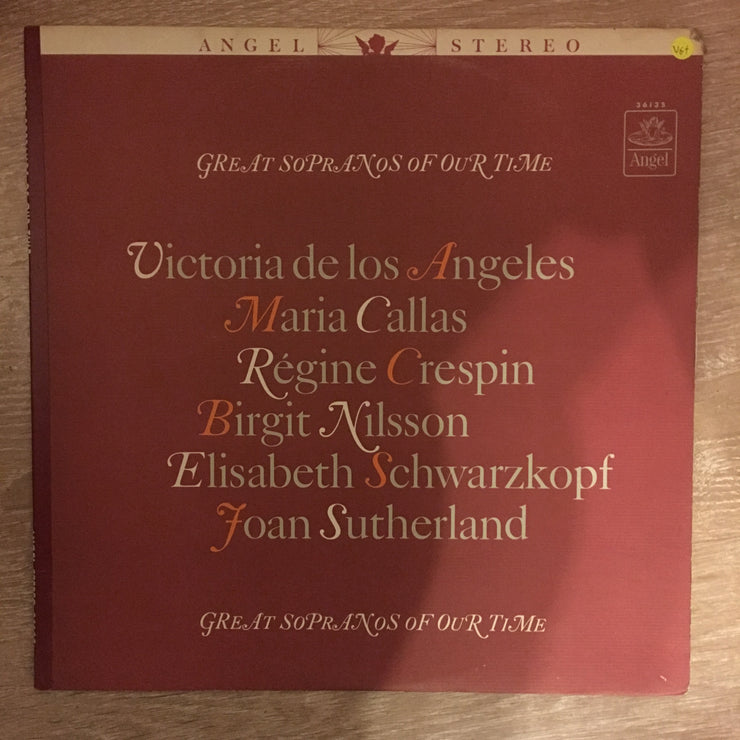 ANGEL STEREO
VG+
36135
Angel
GREAT SOPRANOS OF OUR TIME
Victoria de los Angeles
Maria Callas
Régine Crespin
Birgit Nilsson
Elisabeth Schwarzkopf
Joan Sutherland
GREAT SOPRANOS OF OUR TIME